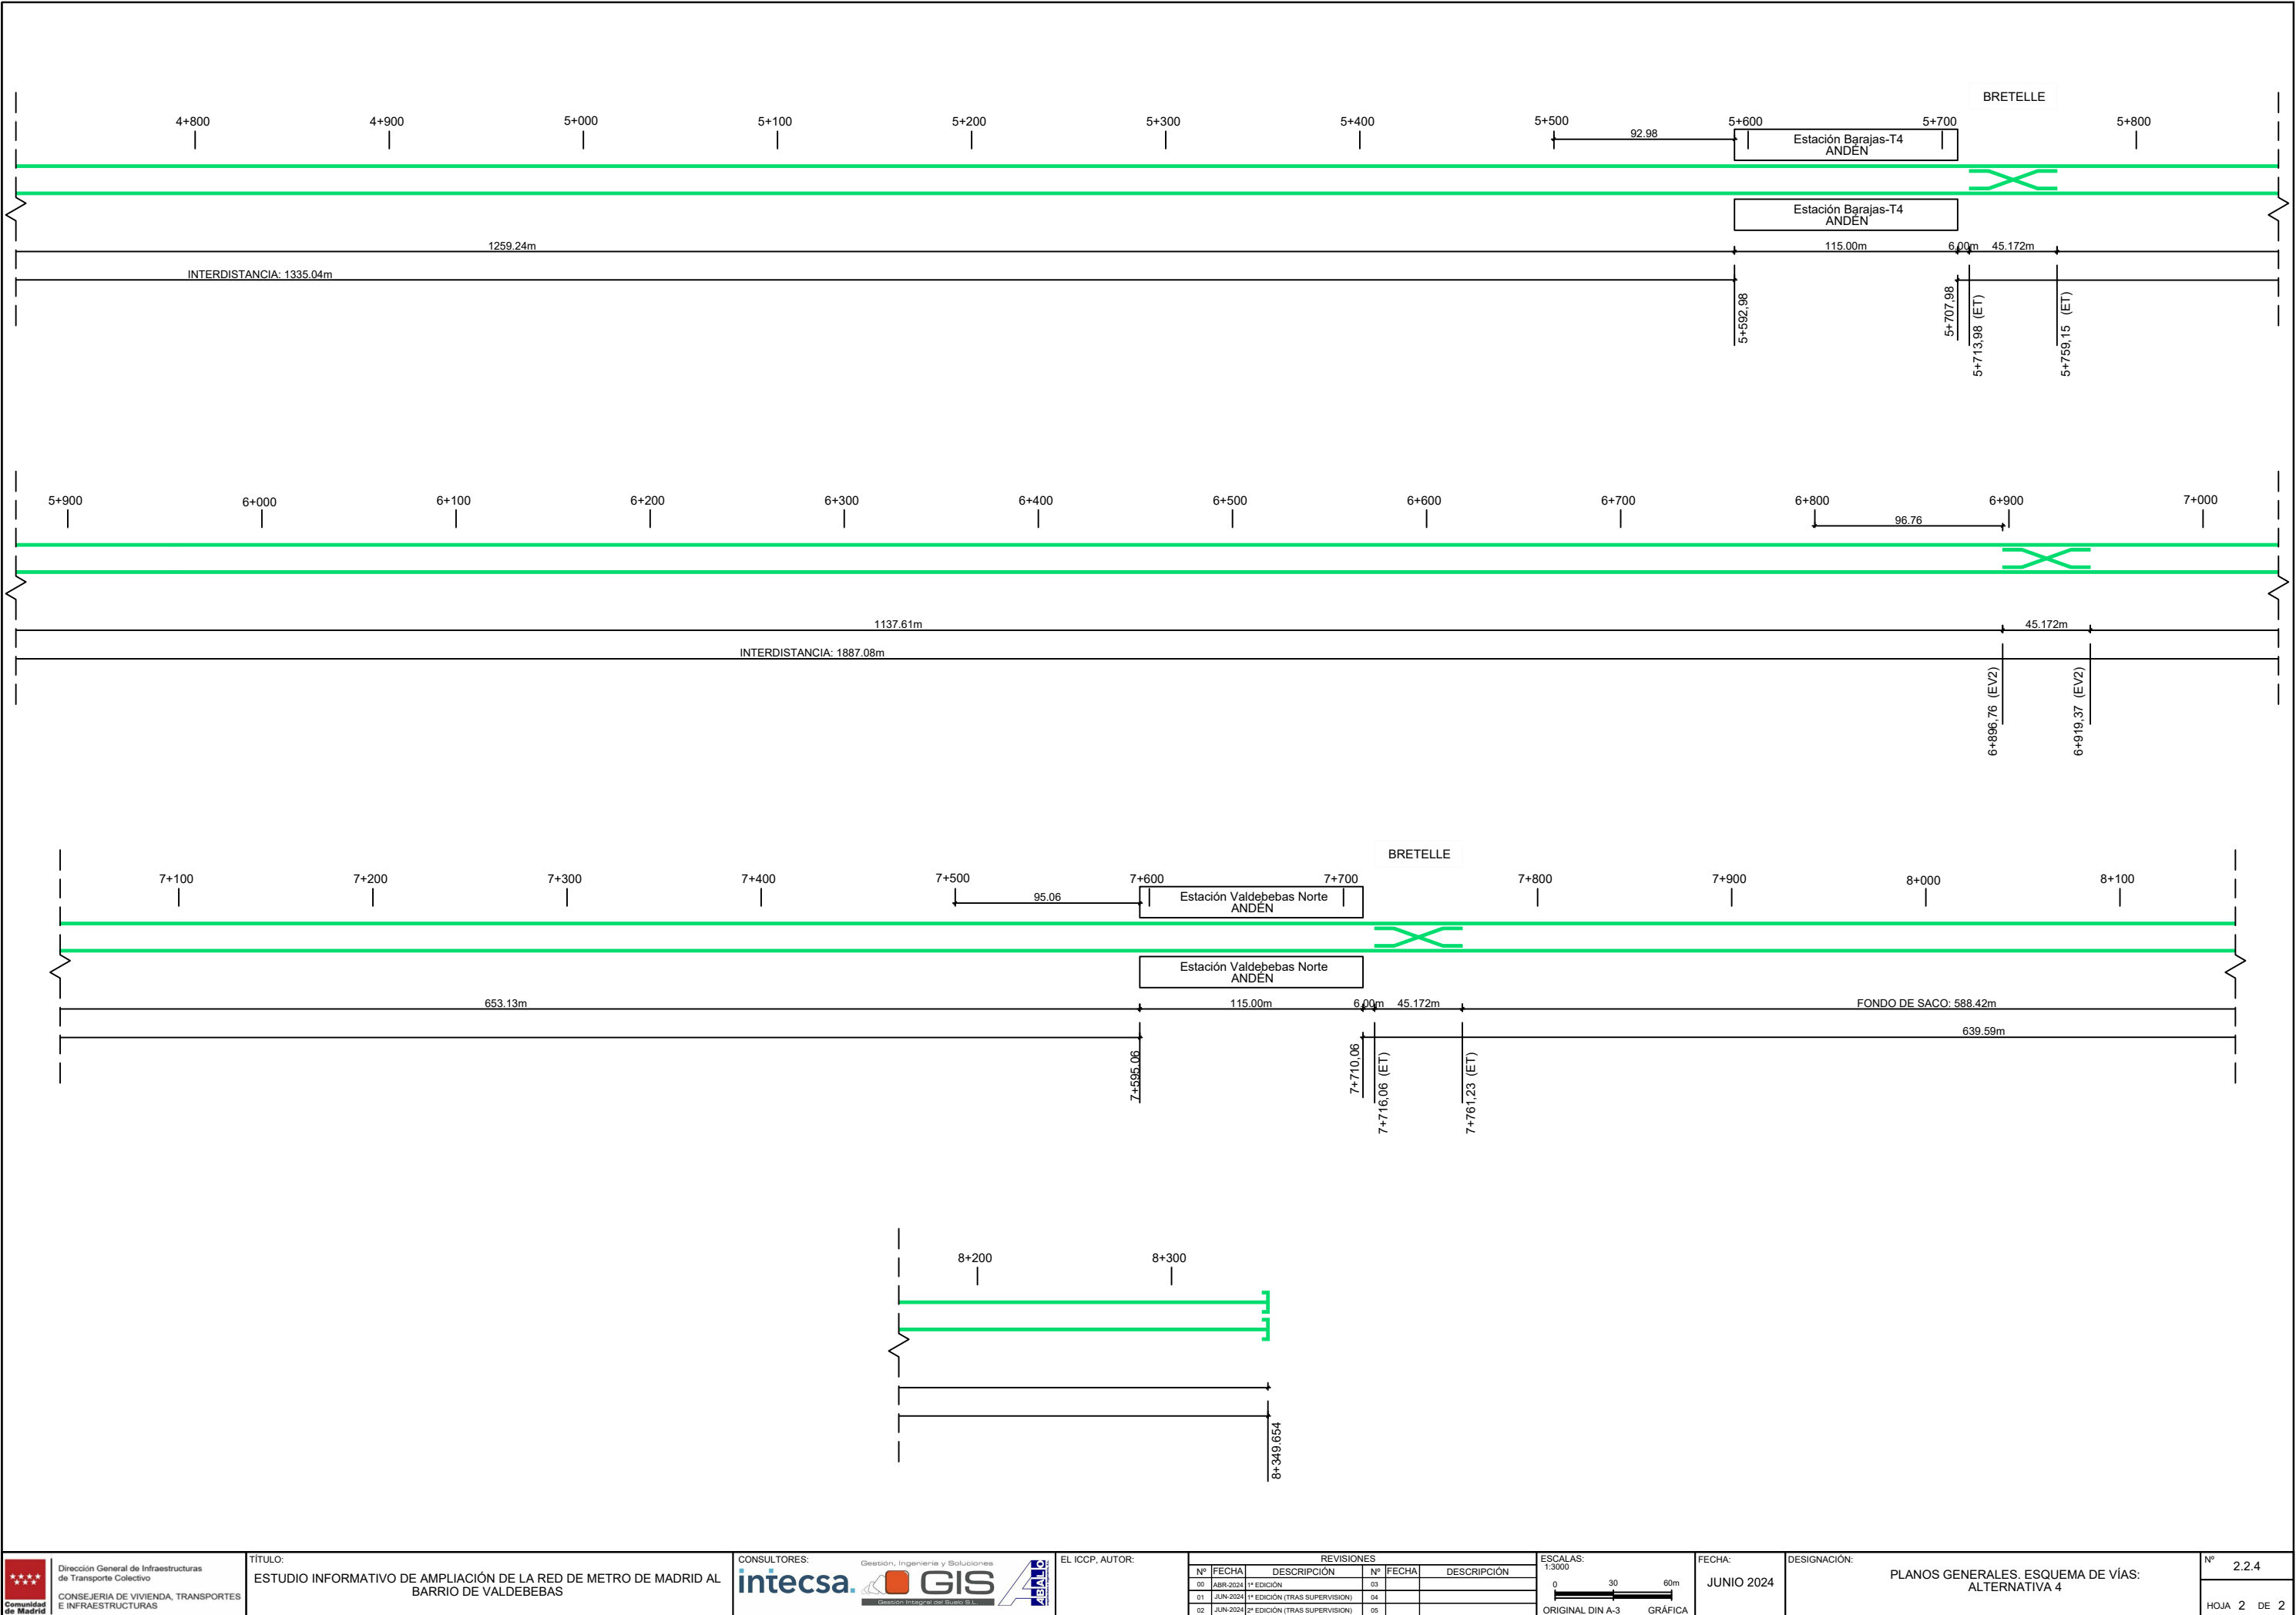 BRETELLE
4+800 4+900 5+000 5+100 5+200 5+300 5+400 5+500 5+600 5+700 5+800
92.98
Estación Barajas-T4
ANDÉN
Estación Barajas-T4
ANDÉN
1259.24m 115.00m 6.00m 45.172m
INTERDISTANCIA: 1335.04m
5+592,98
5+707,98
5+713,98 (ET)
5+759,15 (ET)
5+900 6+000 6+100 6+200 6+300 6+400 6+500 6+600 6+700 6+800 6+900 7+000
96.76
1137.61m 45.172m
INTERDISTANCIA: 1887.08m
6+896,76 (EV2)
6+919,37 (EV2)
BRETELLE
7+100 7+200 7+300 7+400 7+500 7+600 7+700 7+800 7+900 8+000 8+100
95.06
Estación Valdebebas Norte
ANDÉN
Estación Valdebebas Norte
ANDÉN
653.13m 115.00m 6.00m 45.172m FONDO DE SACO: 588.42m
639.59m
7+595,06
7+710,06
7+716,06 (ET)
7+761,23 (ET)
8+200 8+300
8+349.654
Comunidad
de Madrid
Dirección General de Infraestructuras
de Transporte Colectivo
CONSEJERIA DE VIVIENDA, TRANSPORTES
E INFRAESTRUCTURAS
TÍTULO:
ESTUDIO INFORMATIVO DE AMPLIACIÓN DE LA RED DE METRO DE MADRID AL
BARRIO DE VALDEBEBAS
CONSULTORES:
intecsa.
Gestión, Ingeniería y Soluciones
GIS
Gestión Integral del Suelo S.L.
ABALO
EL ICCP, AUTOR:
REVISIONES
Nº FECHA DESCRIPCIÓN Nº FECHA DESCRIPCIÓN
00 ABR-2024 1ª EDICIÓN 03
01 JUN-2024 1ª EDICIÓN (TRAS SUPERVISION) 04
02 JUN-2024 2ª EDICIÓN (TRAS SUPERVISION) 05
ESCALAS:
1:3000
0 30 60m
ORIGINAL DIN A-3 GRÁFICA
FECHA:
JUNIO 2024
DESIGNACIÓN:
PLANOS GENERALES. ESQUEMA DE VÍAS:
ALTERNATIVA 4
Nº
2.2.4
HOJA 2 DE 2